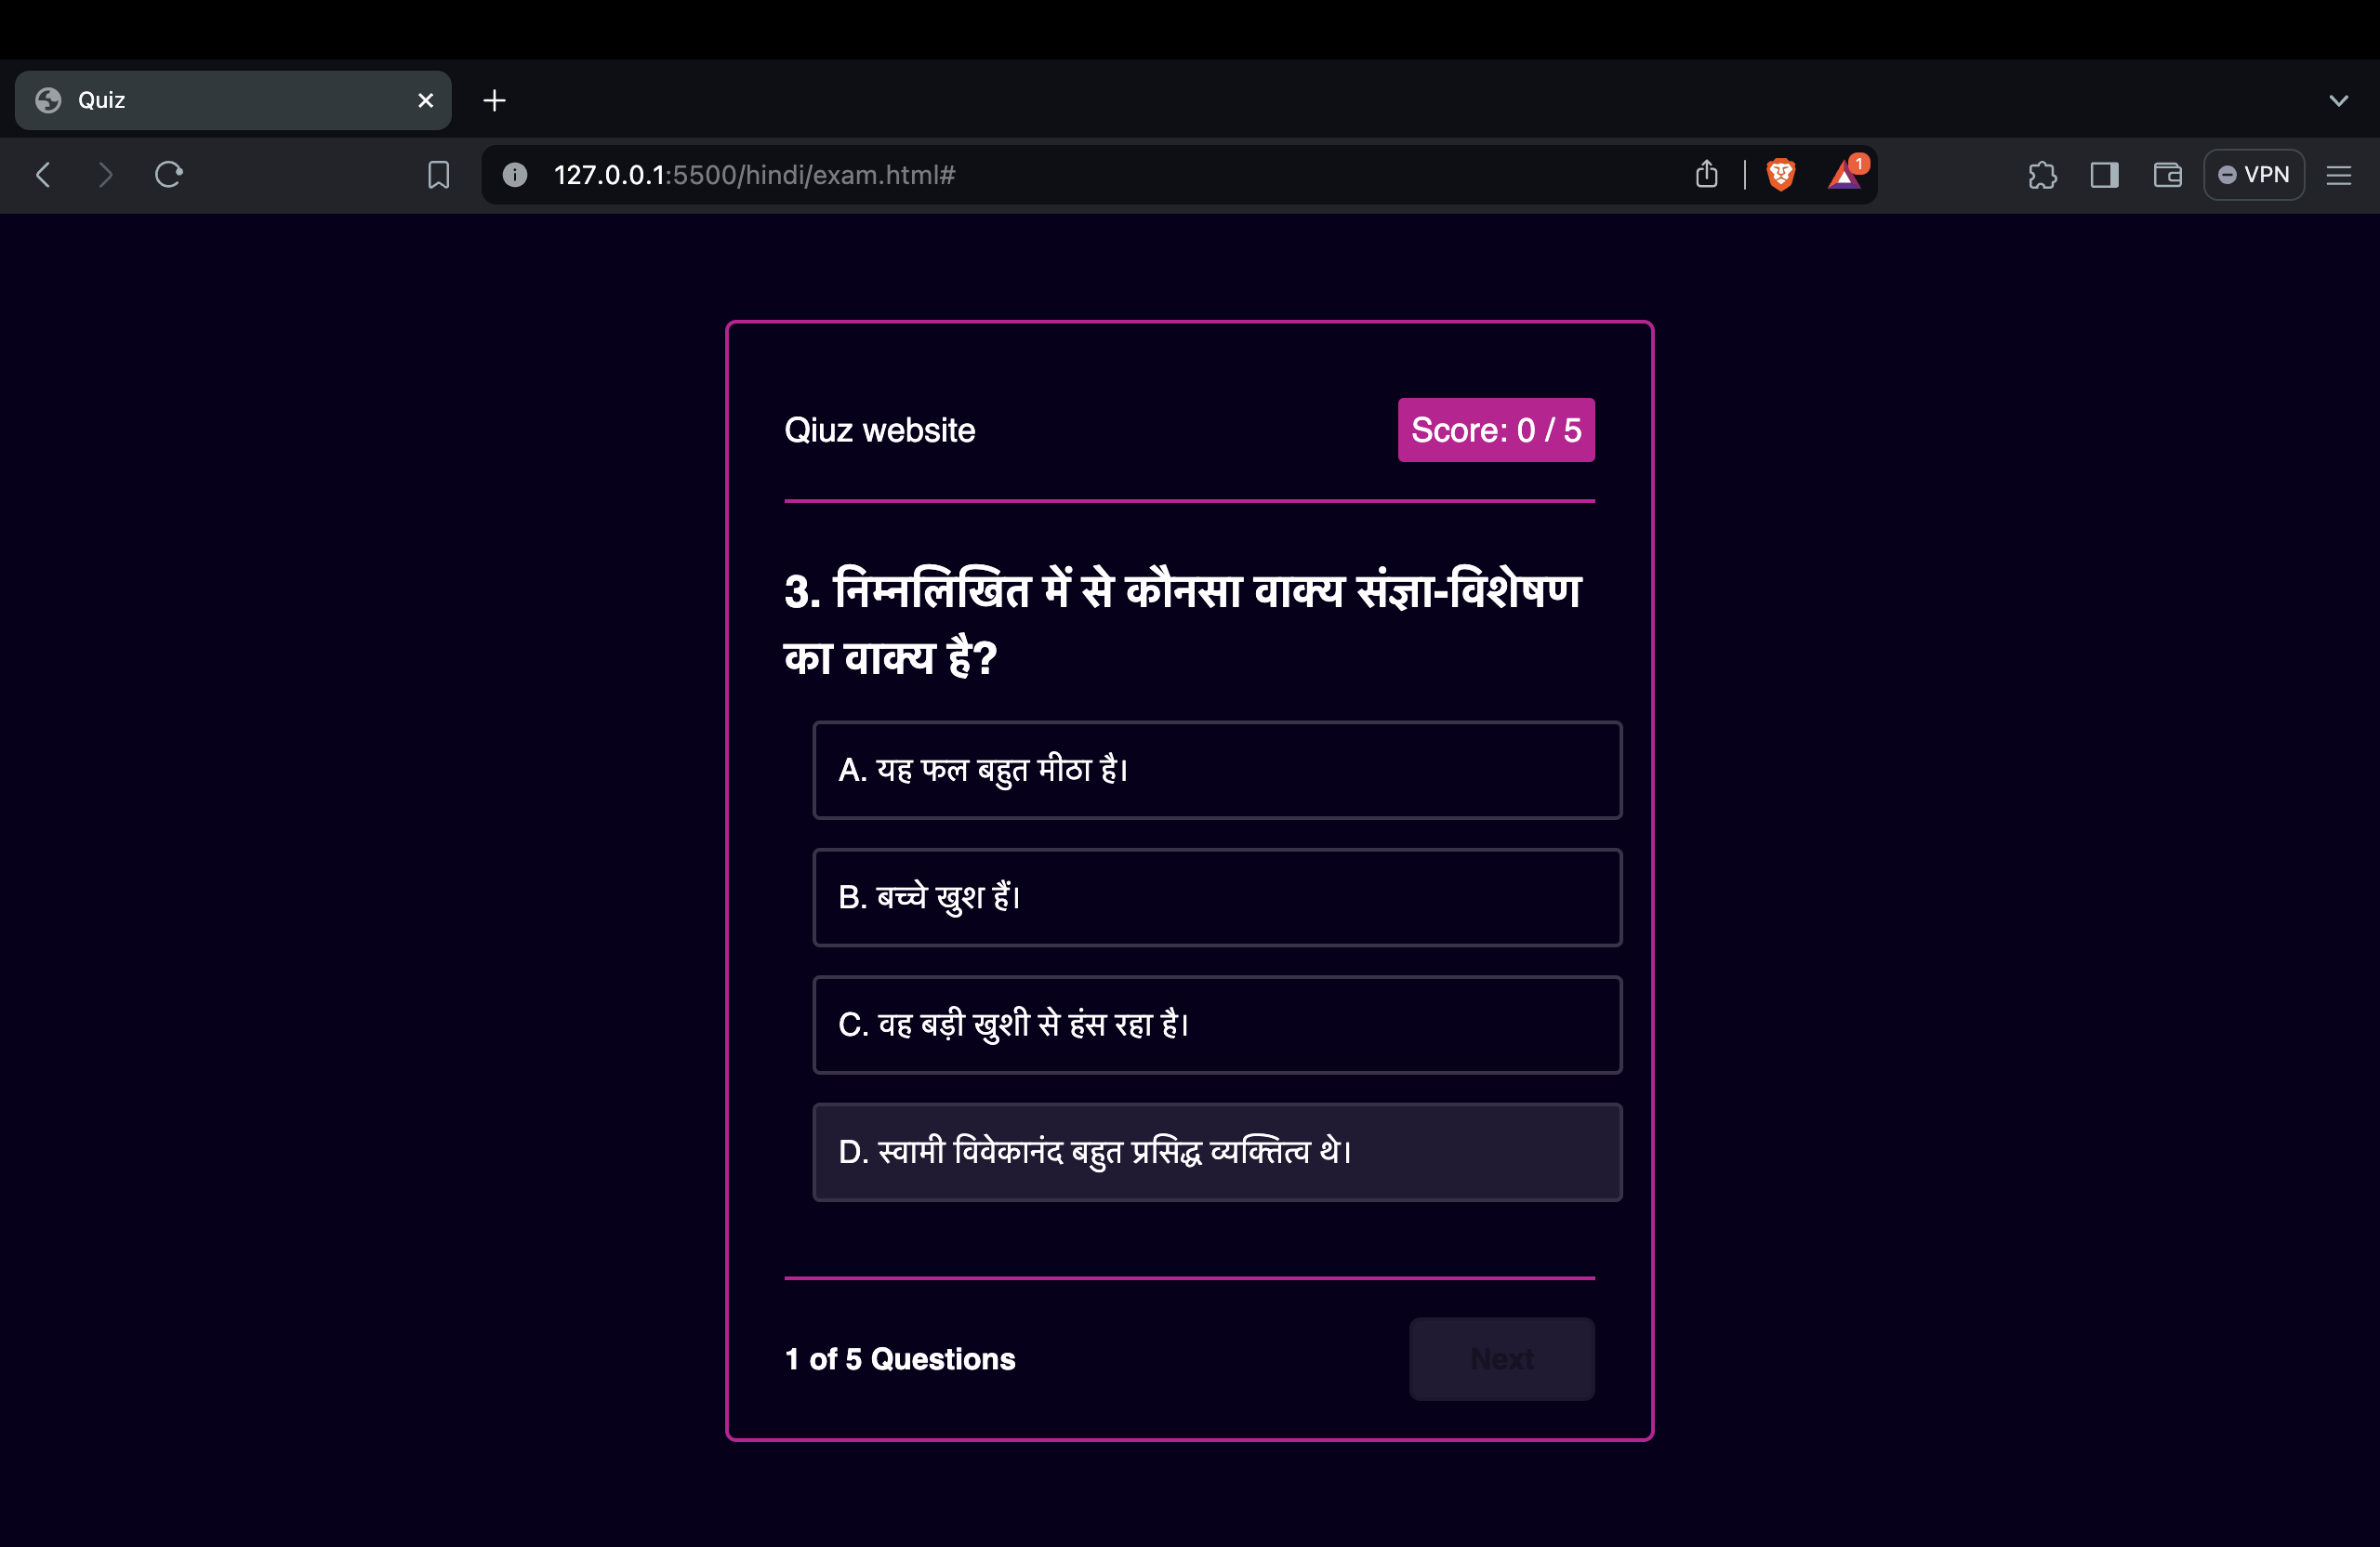 Quiz
127.0.0.1:5500/hindi/exam.html#
1
VPN
Qiuz website
Score: 0 / 5
3. निम्नलिखित में से कौनसा वाक्य संज्ञा-विशेषण
का वाक्य है?
A. यह फल बहुत मीठा है।
B. बच्चे खुश हैं।
C. वह बड़ी खुशी से हंस रहा है।
D. स्वामी विवेकानंद बहुत प्रसिद्ध व्यक्तित्व थे।
1 of 5 Questions
Next